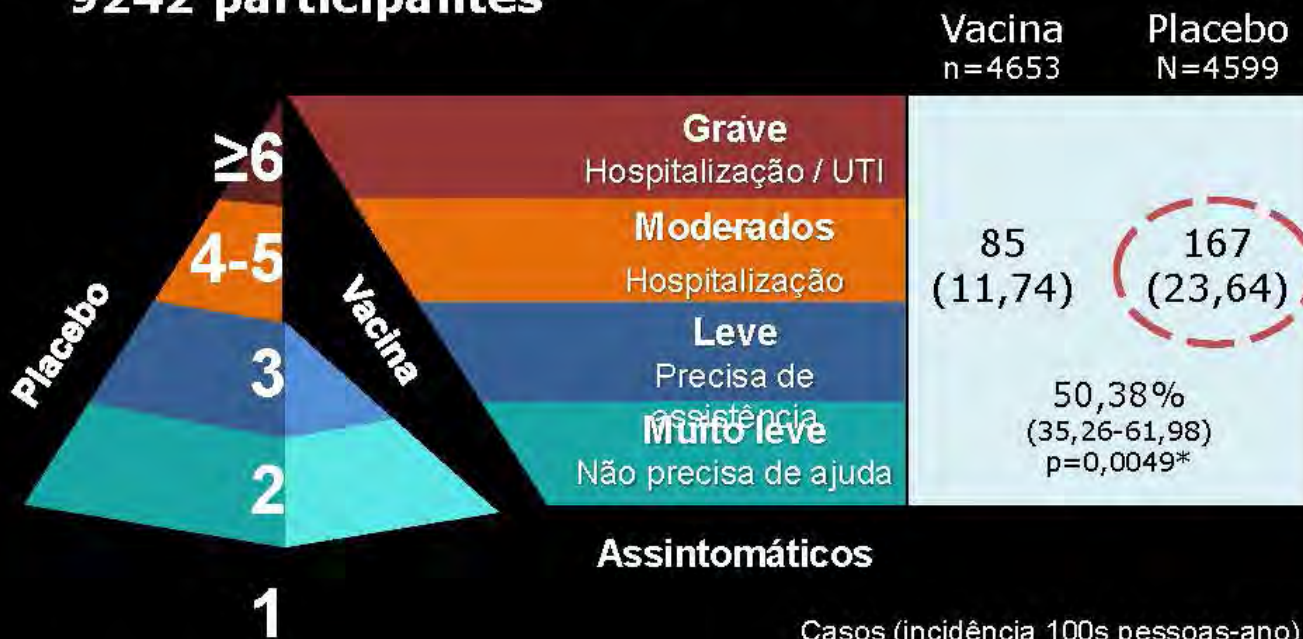 9242 participantes
Vacina
n=4653
Placebo
N=4599
≥6
Grave
Hospitalização / UTI
4-5
Moderados
Hospitalização
85
(11,74)
167
(23,64)
Placebo
Vacina
3
Leve
Precisa de
assistência
50,38%
(35,26-61,98)
p=0,0049*
2
Muito leve
Não precisa de ajuda
Assintomáticos
1
Casos (incidência 100s pessoas-ano)